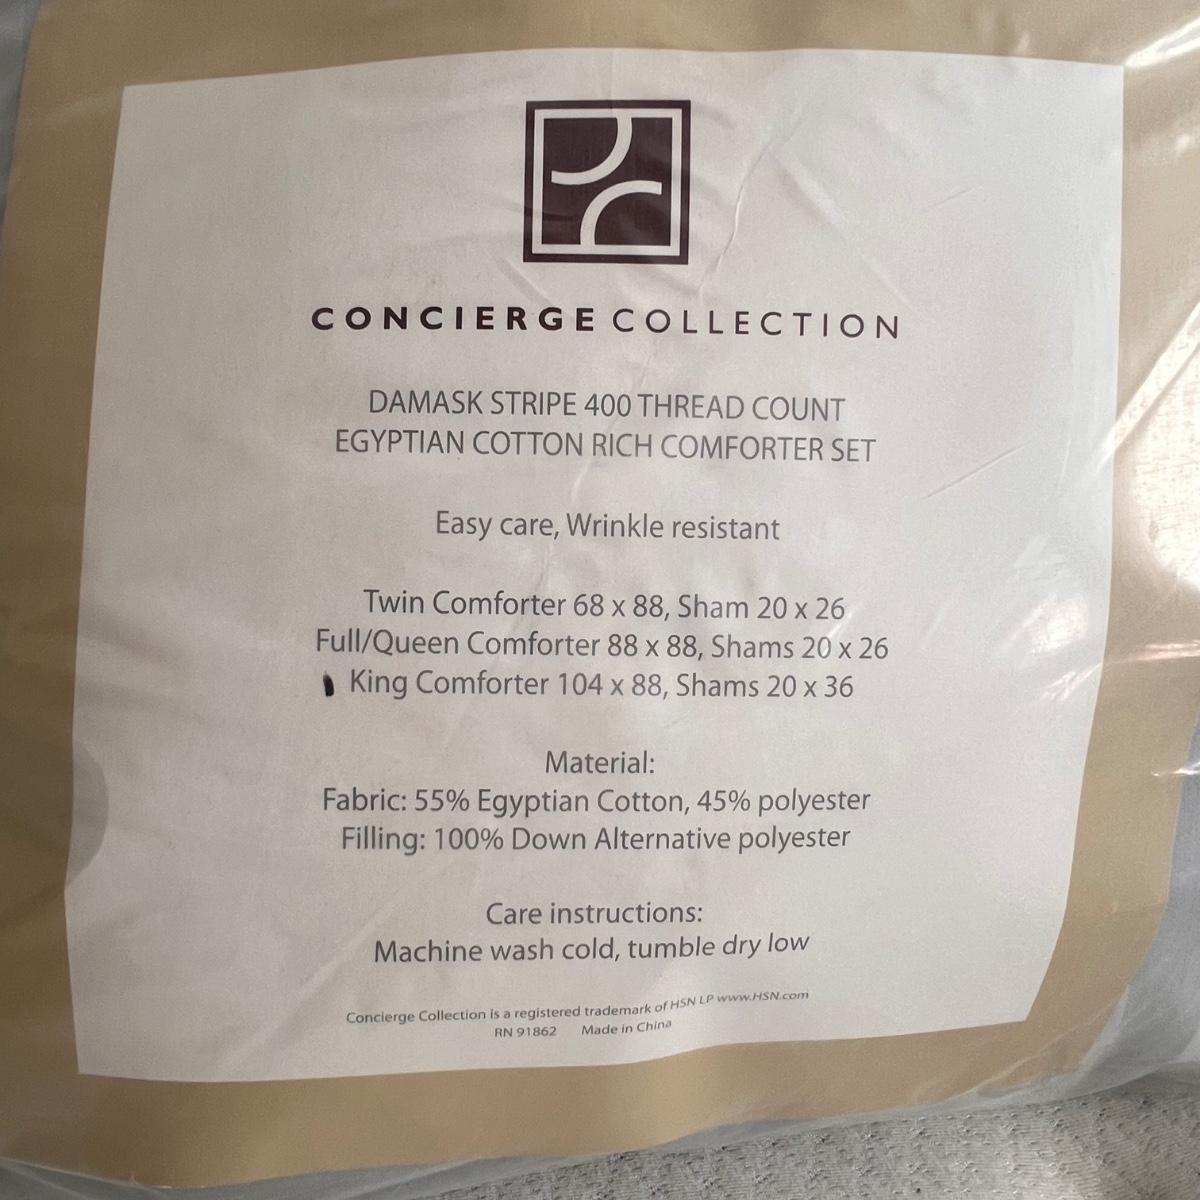 CONCIERGE COLLECTION
DAMASK STRIPE 400 THREAD COUNT
EGYPTIAN COTTON RICH COMFORTER SET
Easy care, Wrinkle resistant
Twin Comforter 68 x 88, Sham 20 x 26
Full/Queen Comforter 88 x 88, Shams 20 x 26
King Comforter 104 x 88, Shams 20 x 36
Material:
Fabric: 55% Egyptian Cotton, 45% polyester
Filling: 100% Down Alternative polyester
Care instructions:
Machine wash cold, tumble dry low
Concierge Collection is a registered trademark of HSN LP www.HSN.com
RN 91862 Made in China